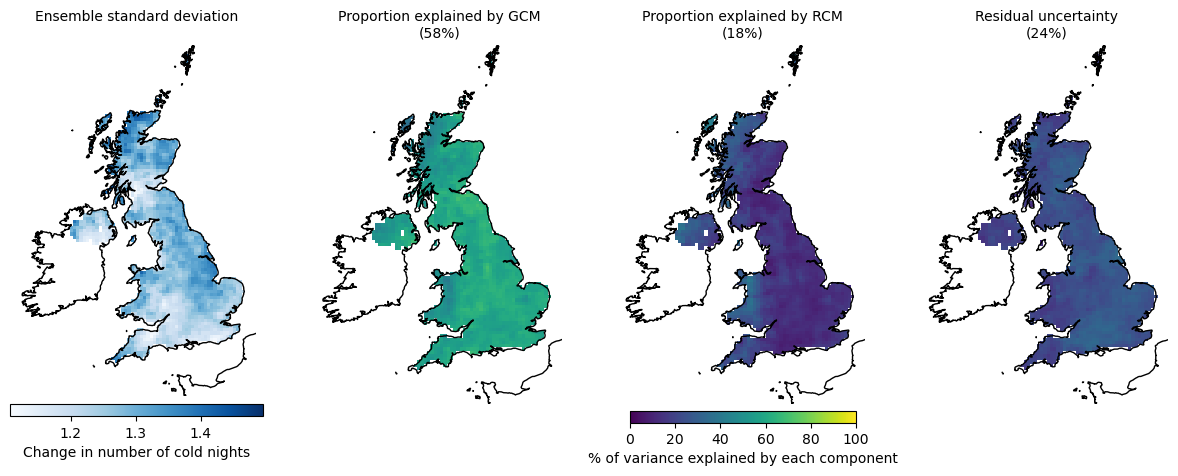 Ensemble standard deviation
Proportion explained by GCM
(58%)
Proportion explained by RCM
(18%)
Residual uncertainty
(24%)
1.2 1.3 1.4
Change in number of cold nights
0 20 40 60 80 100
% of variance explained by each component